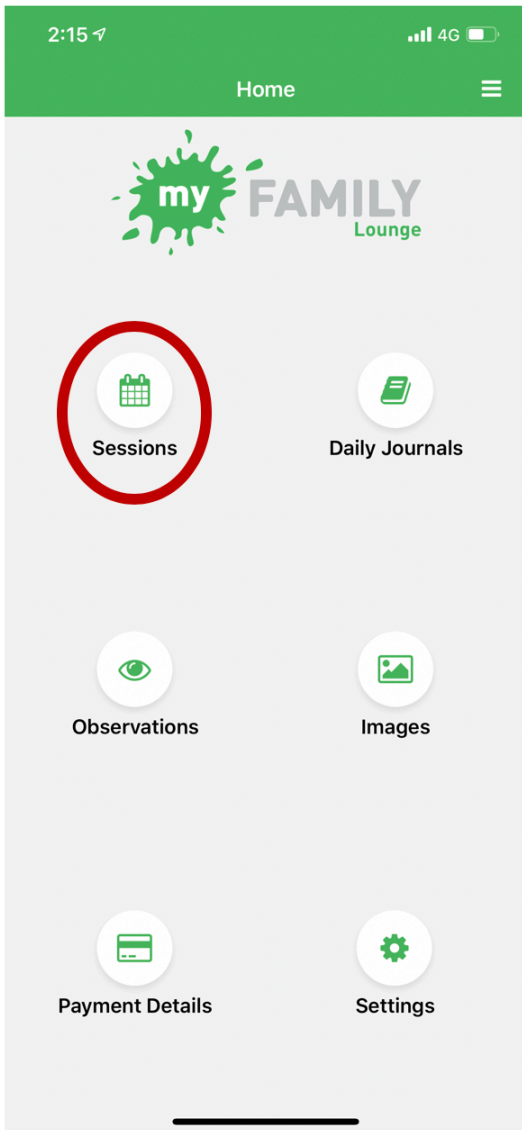 2:15 4G
Home
my FAMILY
Lounge
Sessions Daily Journals
Observations Images
Payment Details Settings